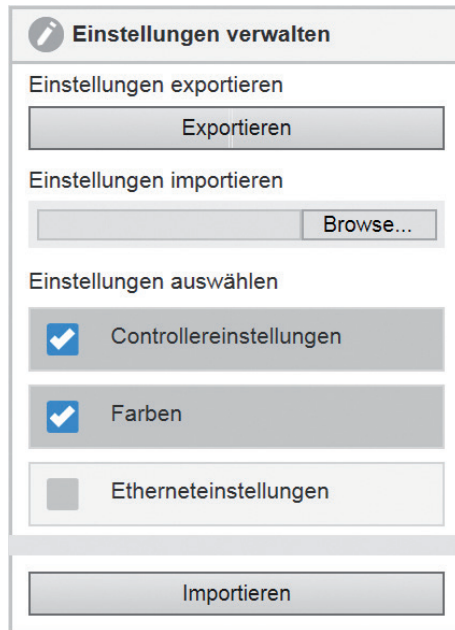 Einstellungen verwalten
Einstellungen exportieren
Exportieren
Einstellungen importieren
Browse...
Einstellungen auswählen
Controllereinstellungen
Farben
Etherneteinstellungen
Importieren